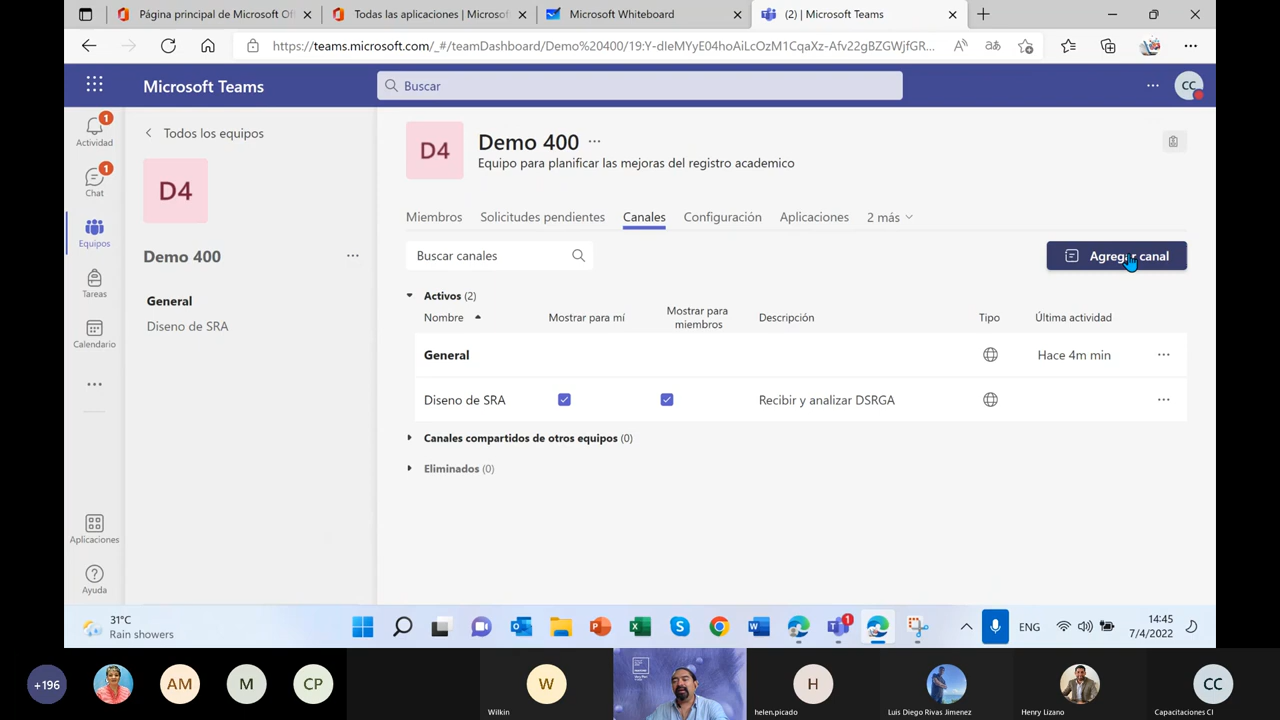 Página principal de Microsoft Of
Todas las aplicaciones | Microsof
Microsoft Whiteboard
(2) | Microsoft Teams
https://teams.microsoft.com/_#/teamDashboard/Demo%20400/19:Y-dIeMYyE04hoAiLcOzM1CqaXz-Afv22gBZGWjfGR...
Microsoft Teams
Buscar
CC
Actividad
1
Chat
1
Equipos
Tareas
Calendario
Aplicaciones
Ayuda
Todos los equipos
D4
Demo 400
General
Diseno de SRA
D4
Demo 400
Equipo para planificar las mejoras del registro academico
Miembros
Solicitudes pendientes
Canales
Configuración
Aplicaciones
2 más
Buscar canales
Agregar canal
Activos (2)
Nombre
Mostrar para mí
Mostrar para
miembros
Descripción
Tipo
Última actividad
General
Hace 4m min
Diseno de SRA
Recibir y analizar DSRGA
Canales compartidos de otros equipos (0)
Eliminados (0)
31°C
Rain showers
1
ENG
14:45
7/4/2022
+196
AM
M
CP
W
Wilkin
H
helen.picado
Luis Diego Rivas Jimenez
Henry Lizano
CC
Capacitaciones CI